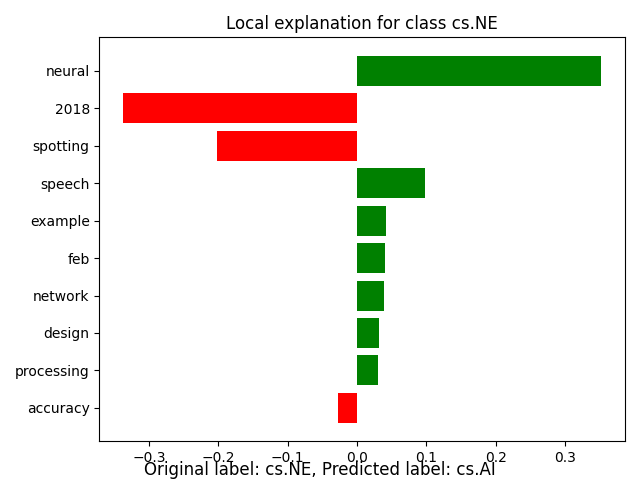 Local explanation for class cs.NE
neural
2018
spotting
speech
example
feb
network
design
processing
accuracy
−0.3 −0.2 −0.1 0.0 0.1 0.2 0.3
Original label: cs.NE, Predicted label: cs.AI